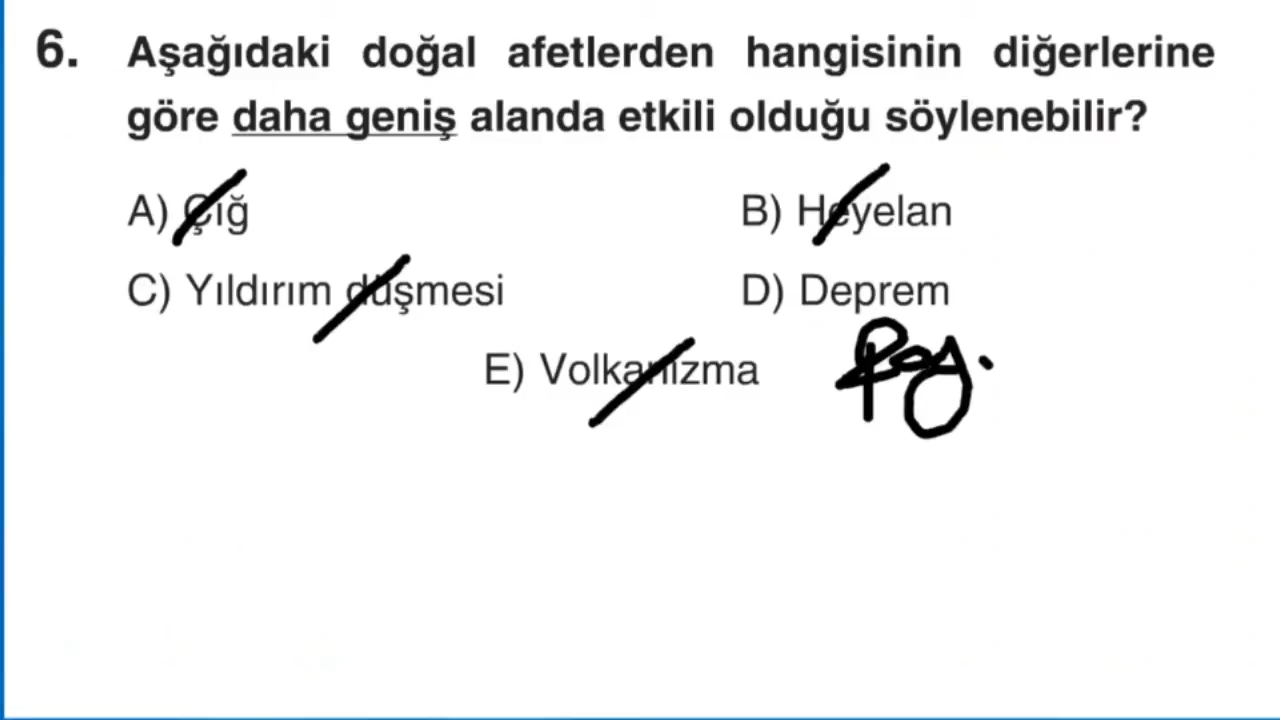 6. Aşağıdaki doğal afetlerden hangisinin diğerlerine
göre daha geniş alanda etkili olduğu söylenebilir?
A) Çığ B) Heyelan
C) Yıldırım düşmesi D) Deprem
E) Volkanizma